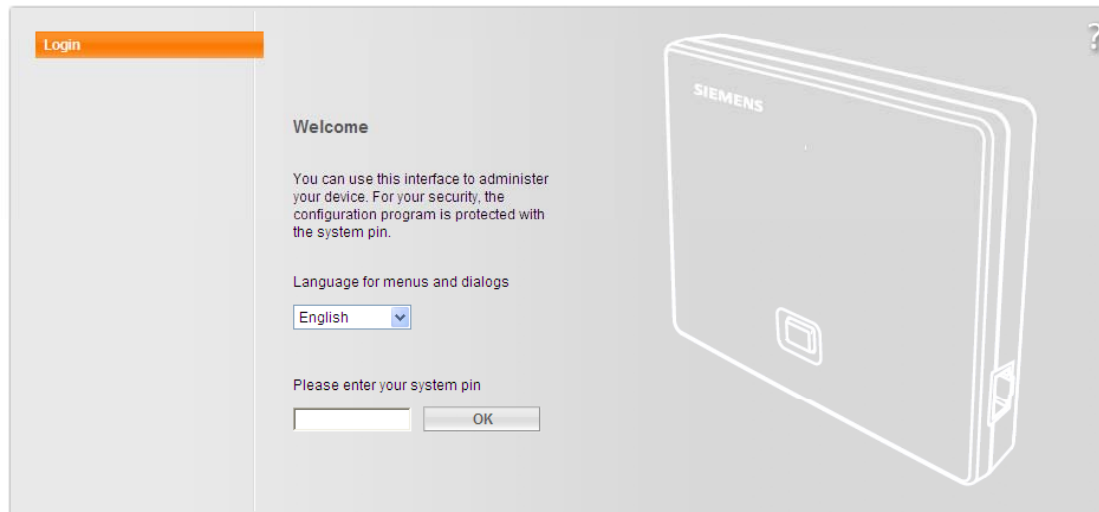 Login
?
SIEMENS
Welcome
You can use this interface to administer
your device. For your security, the
configuration program is protected with
the system pin.
Language for menus and dialogs
English
Please enter your system pin
OK